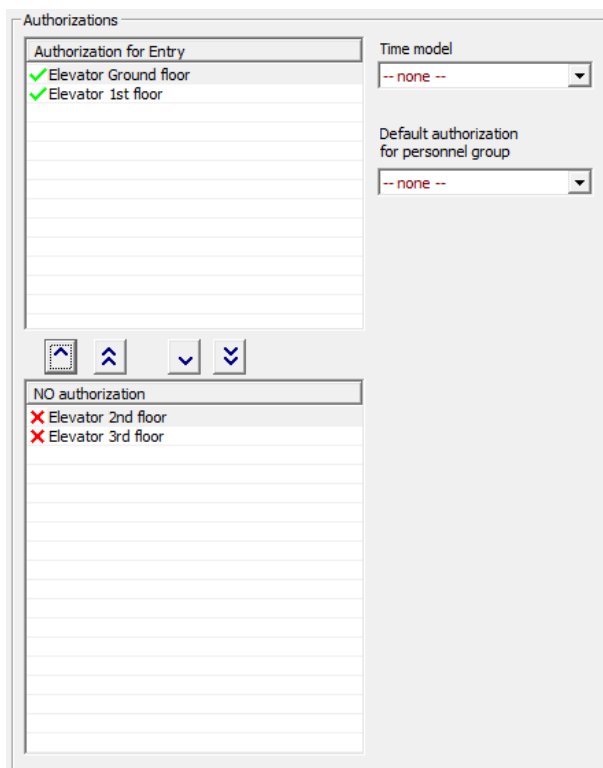 Authorizations
Authorization for Entry
Elevator Ground floor
Elevator 1st floor
Time model
-- none --
Default authorization
for personnel group
-- none --
NO authorization
Elevator 2nd floor
Elevator 3rd floor